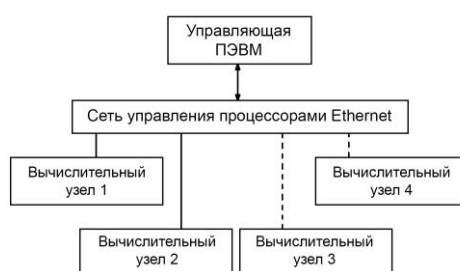 Управляющая
ПЭВМ
Сеть управления процессорами Ethernet
Вычислительный
узел 1
Вычислительный
узел 4
Вычислительный
узел 2
Вычислительный
узел 3